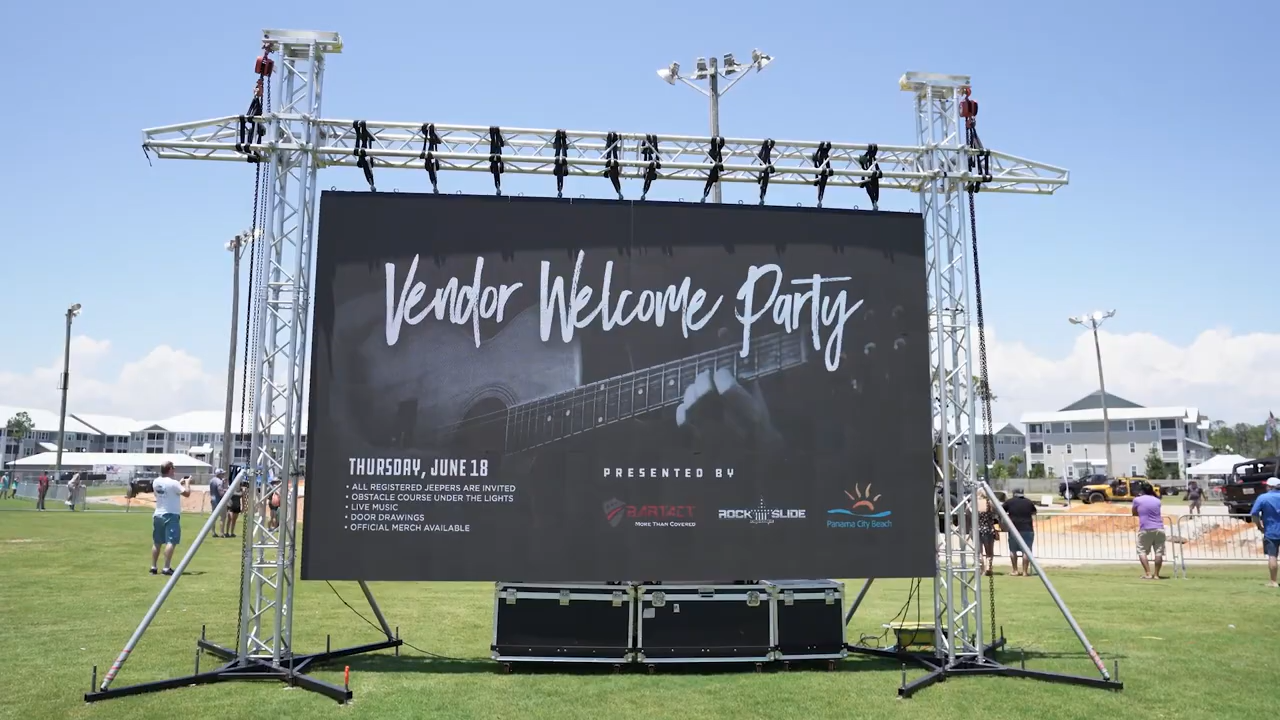 Vendor Welcome Party
THURSDAY, JUNE 18
• ALL REGISTERED JEEPERS ARE INVITED
• OBSTACLE COURSE UNDER THE LIGHTS
• LIVE MUSIC
• DOOR DRAWINGS
• OFFICIAL MERCH AVAILABLE
PRESENTED BY
BARTACT
MORE THAN COVERED
ROCK SLIDE
Panama City Beach